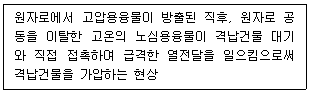 원자로에서 고압용융물이 방출된 직후, 원자로 공
동을 이탈한 고온의 노심용융물이 격납건물 대기
와 직접 접촉하며 급격한 열전달을 일으킴으로써
격납건물을 가압하는 현상